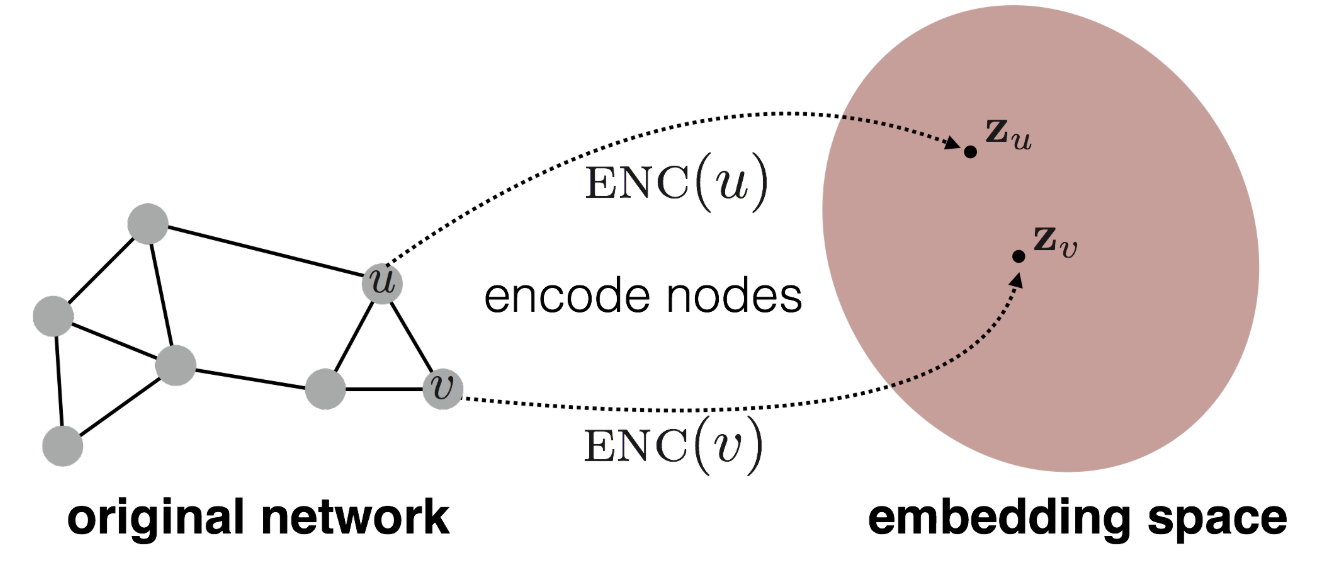 z_u
ENC(u)
u
z_v
encode nodes
v
ENC(v)
original network
embedding space